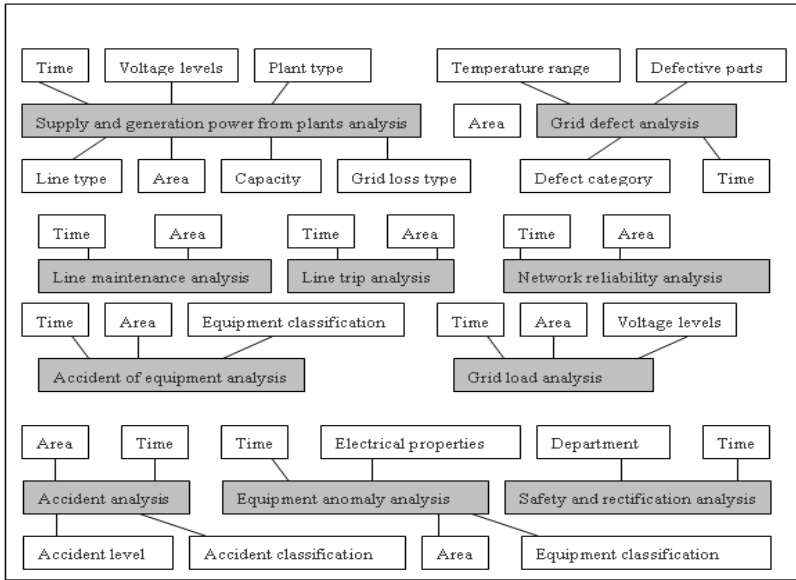 Time
Voltage levels
Plant type
Temperature range
Defective parts
Supply and generation power from plants analysis
Area
Grid defect analysis
Line type
Area
Capacity
Grid loss type
Defect category
Time
Time
Area
Time
Area
Time
Area
Line maintenance analysis
Line trip analysis
Network reliability analysis
Time
Area
Equipment classification
Time
Area
Voltage levels
Accident of equipment analysis
Grid load analysis
Area
Time
Time
Electrical properties
Department
Time
Accident analysis
Equipment anomaly analysis
Safety and rectification analysis
Accident level
Accident classification
Area
Equipment classification